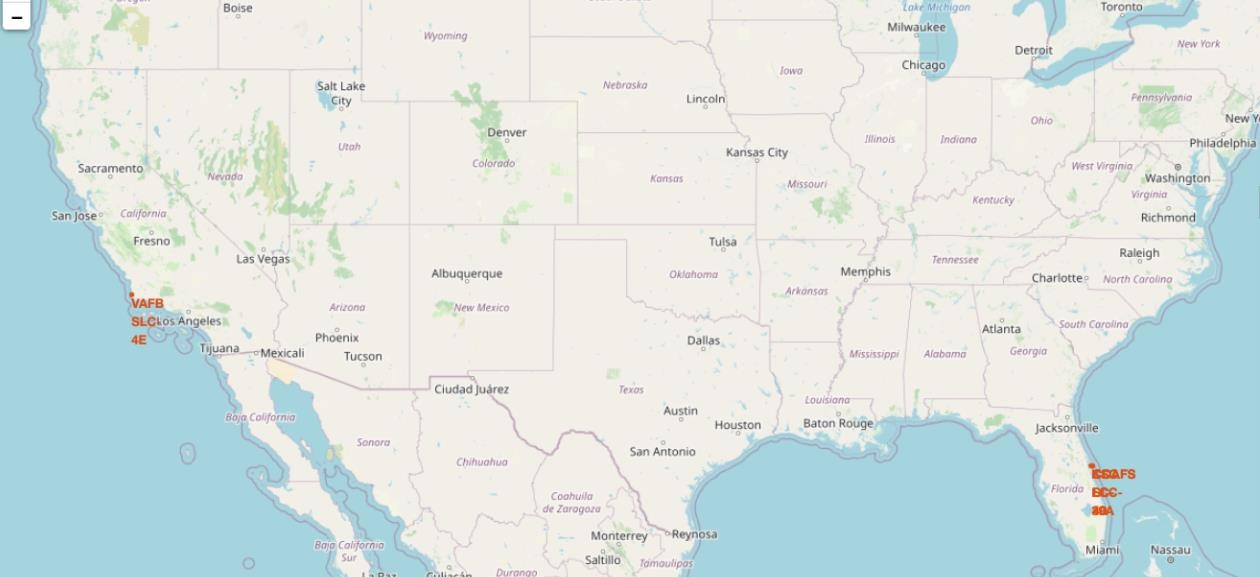 −
Boise
Wyoming
Lake Michigan
Toronto
Milwaukee
Detroit
New York
Chicago
Iowa
Nebraska
Salt Lake
City
Lincoln
Pennsylvania
New Y
Ohio
Denver
Utah
Illinois
Indiana
Philadelphia
Colorado
Kansas City
Sacramento
Nevada
Kansas
Missouri
West Virginia
Washington
Virginia
Kentucky
San Jose
California
Richmond
Fresno
Las Vegas
Tulsa
Raleigh
Tennessee
Albuquerque
Oklahoma
Memphis
Charlotte
North Carolina
Arkansas
VAFB
SLC-
4E
Los Angeles
Arizona
New Mexico
South Carolina
Phoenix
Dallas
Atlanta
Tijuana
Mexicali
Tucson
Mississippi
Alabama
Georgia
Ciudad Juárez
Texas
Louisiana
Baja California
Austin
Houston
Baton Rouge
Jacksonville
Sonora
San Antonio
Chihuahua
Florida
Coahuila
de Zaragoza
Monterrey
Reynosa
Baja California
Sur
Saltillo
Tamaulipas
Miami
Nassau
La Paz
Culiacán
Durango